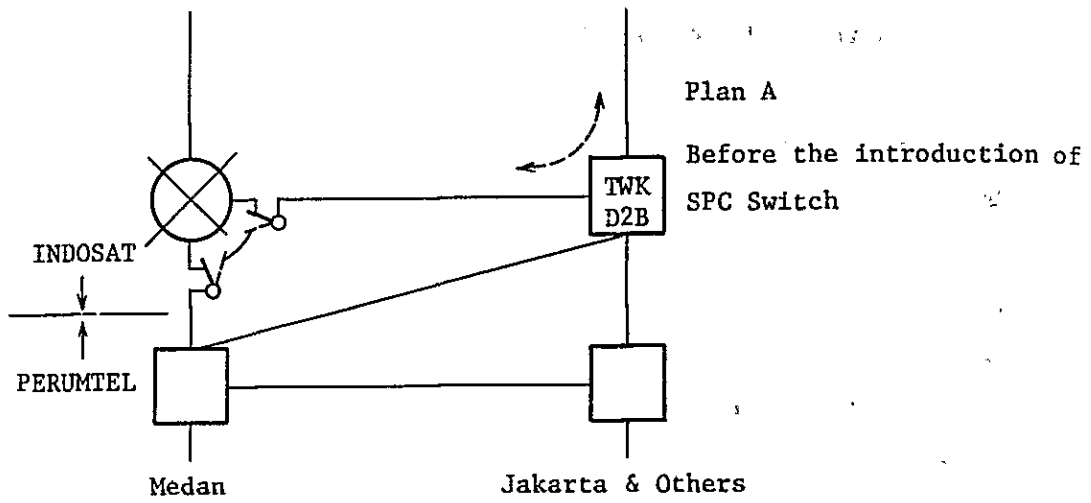 Plan A
Before the introduction of
SPC Switch
TWK
D2B
INDOSAT
PERUMTEL
Medan
Jakarta & Others